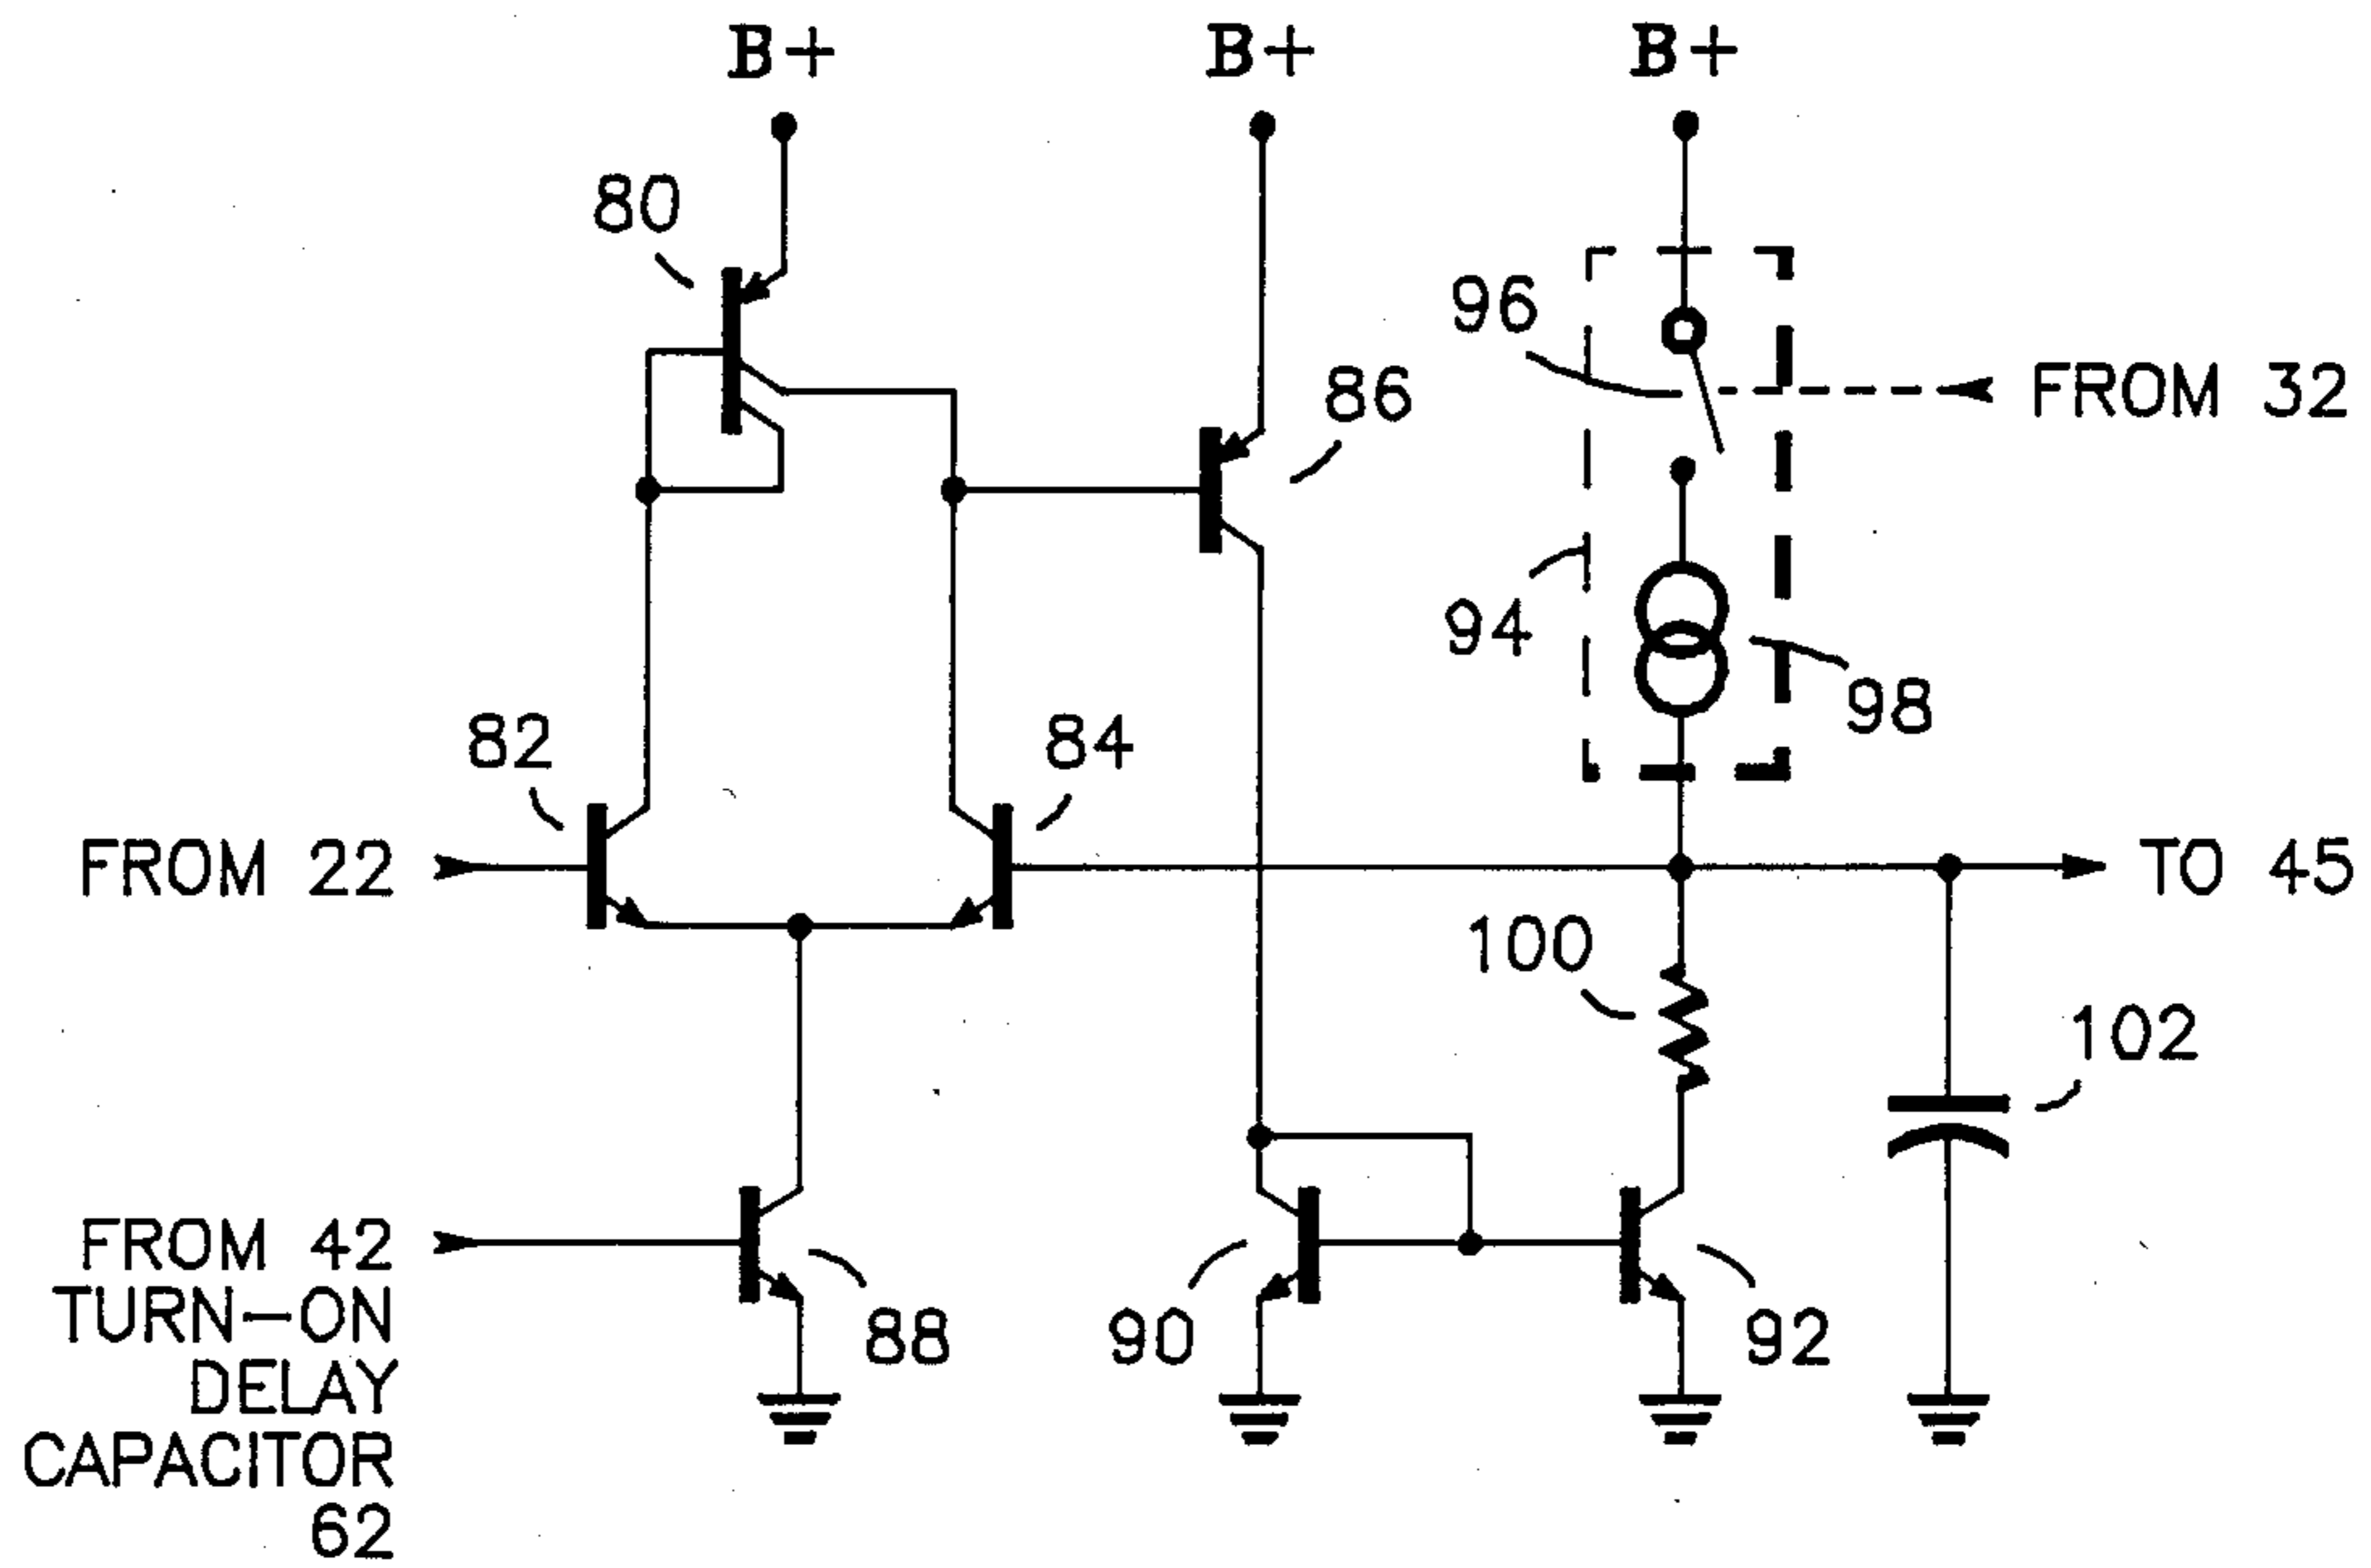 B+ B+ B+
80
96
FROM 32
86
94
98
82
84
FROM 22
TO 45
100
102
FROM 42
TURN-ON
DELAY
CAPACITOR
62
88
90
92